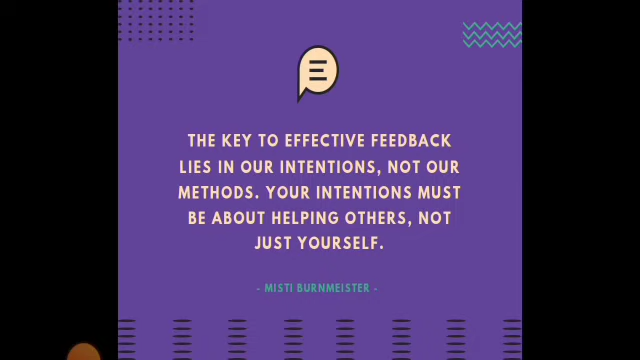 THE KEY TO EFFECTIVE FEEDBACK
LIES IN OUR INTENTIONS, NOT OUR
METHODS. YOUR INTENTIONS MUST
BE ABOUT HELPING OTHERS, NOT
JUST YOURSELF.
- MISTI BURNMEISTER -